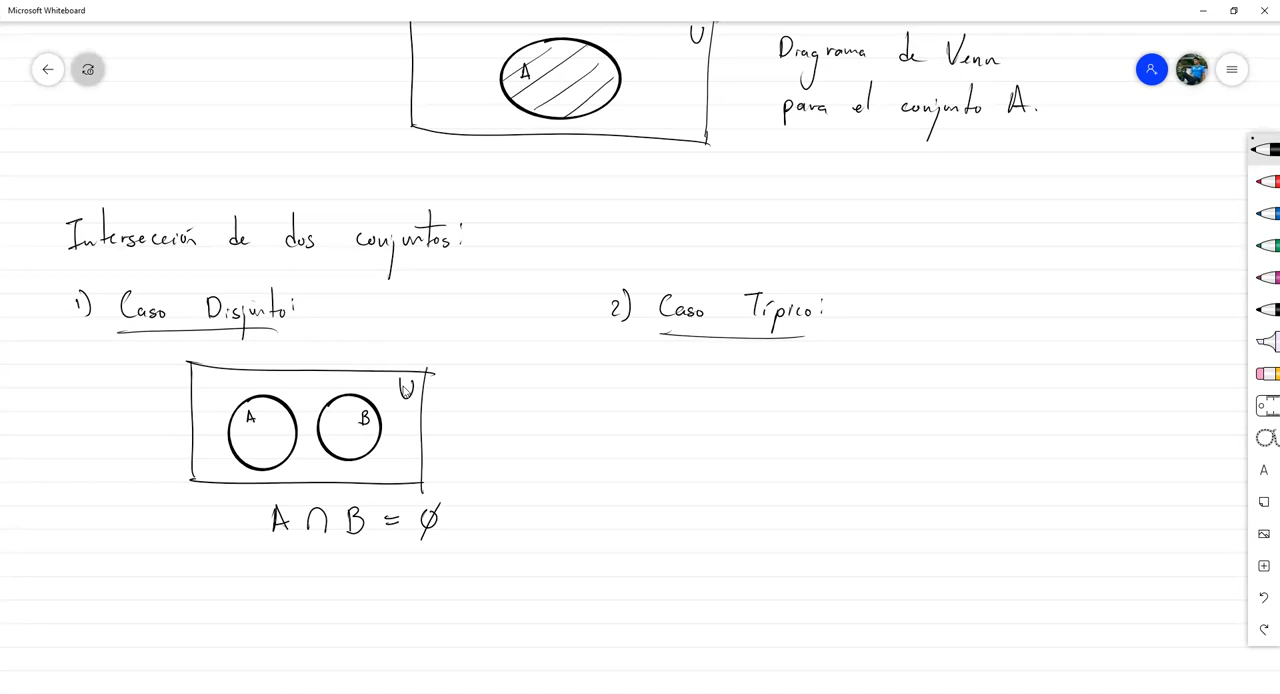 Microsoft Whiteboard
U
A
Diagrama de Venn
para el conjunto A.
Intersección de dos conjuntos:
1) Caso Disjunto:
2) Caso Típico:
U
A B
A ∩ B = ∅
A